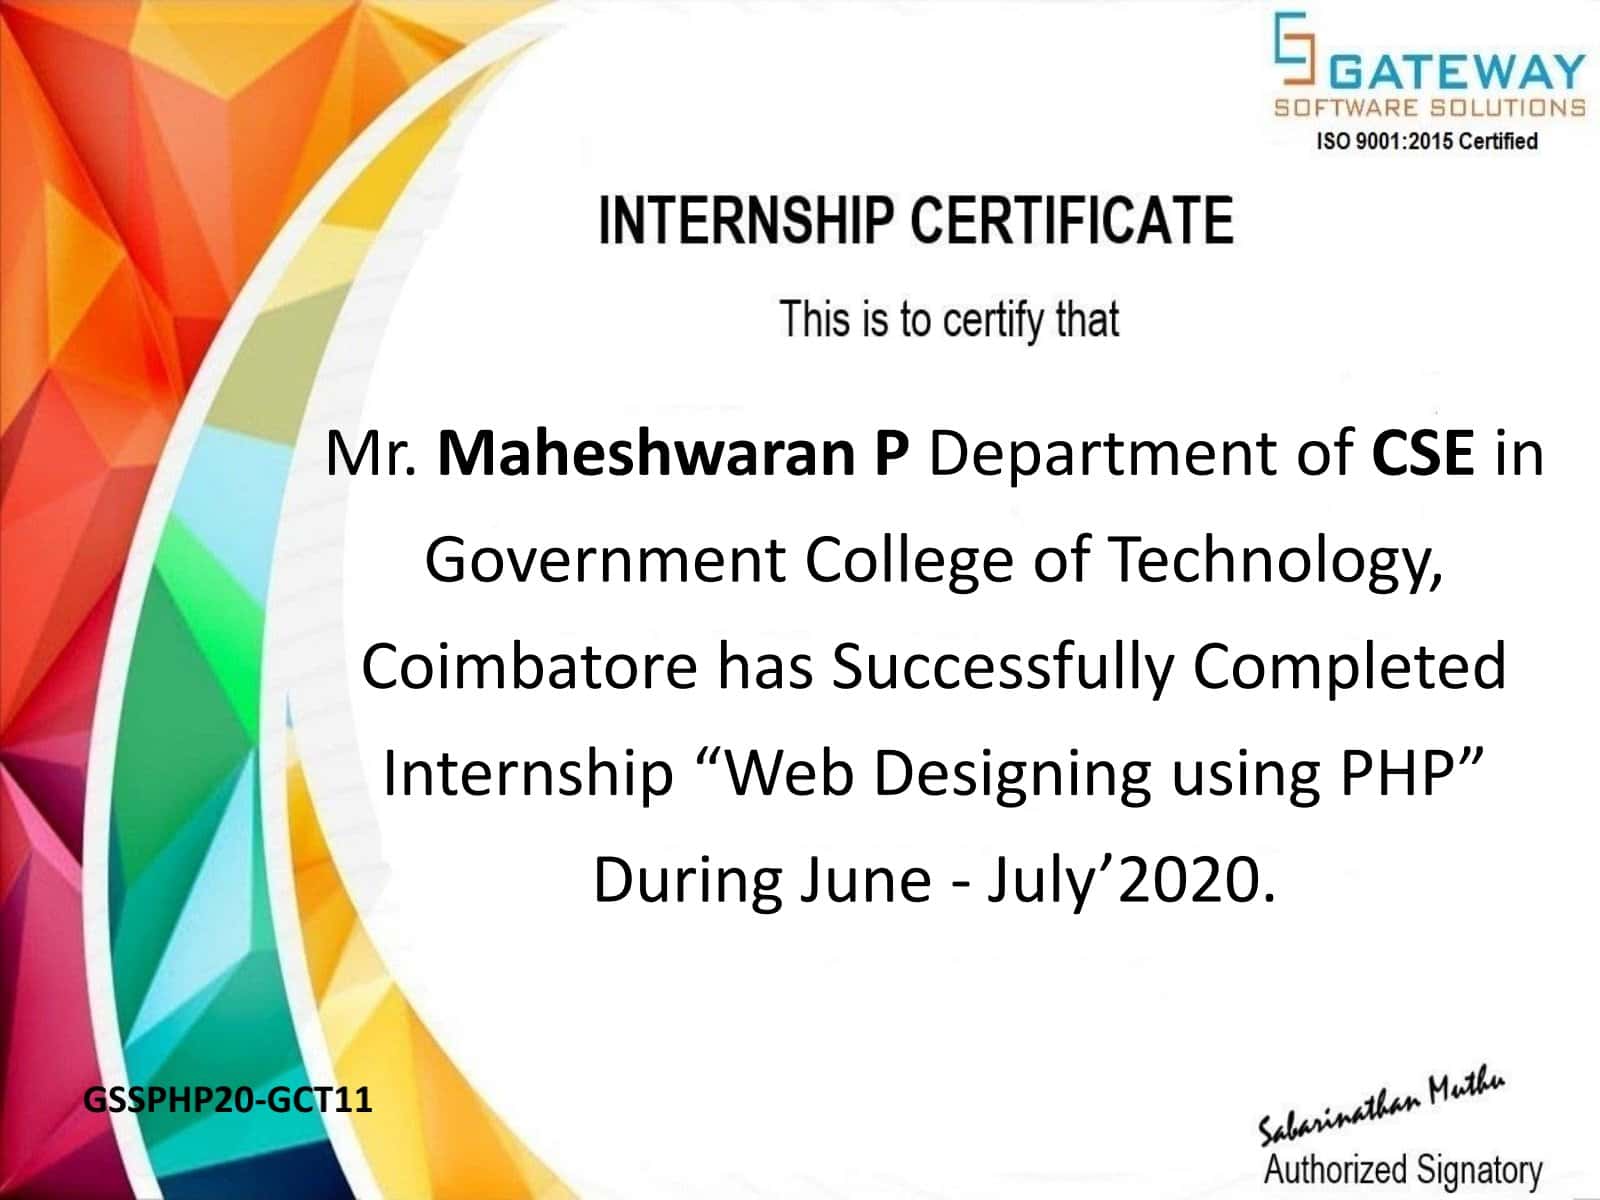 GATEWAY
SOFTWARE SOLUTIONS
ISO 9001:2015 Certified
INTERNSHIP CERTIFICATE
This is to certify that
Mr. Maheshwaran P Department of CSE in
Government College of Technology,
Coimbatore has Successfully Completed
Internship “Web Designing using PHP”
During June - July’2020.
GSSPHP20-GCT11
Sabarinathan Muthu
Authorized Signatory